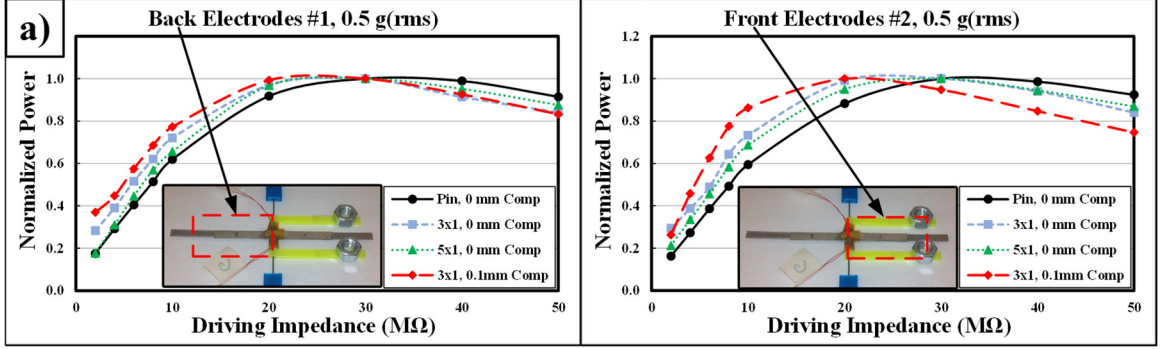 a)
Back Electrodes #1, 0.5 g(rms)
Normalized Power
1.0
0.8
0.6
0.4
0.2
0.0
0 10 20 30 40 50
Driving Impedance (MΩ)
Pin, 0 mm Comp
3x1, 0 mm Comp
5x1, 0 mm Comp
3x1, 0.1mm Comp
Front Electrodes #2, 0.5 g(rms)
Normalized Power
1.2
1.0
0.8
0.6
0.4
0.2
0.0
0 10 20 30 40 50
Driving Impedance (MΩ)
Pin, 0 mm Comp
3x1, 0 mm Comp
5x1, 0 mm Comp
3x1, 0.1mm Comp